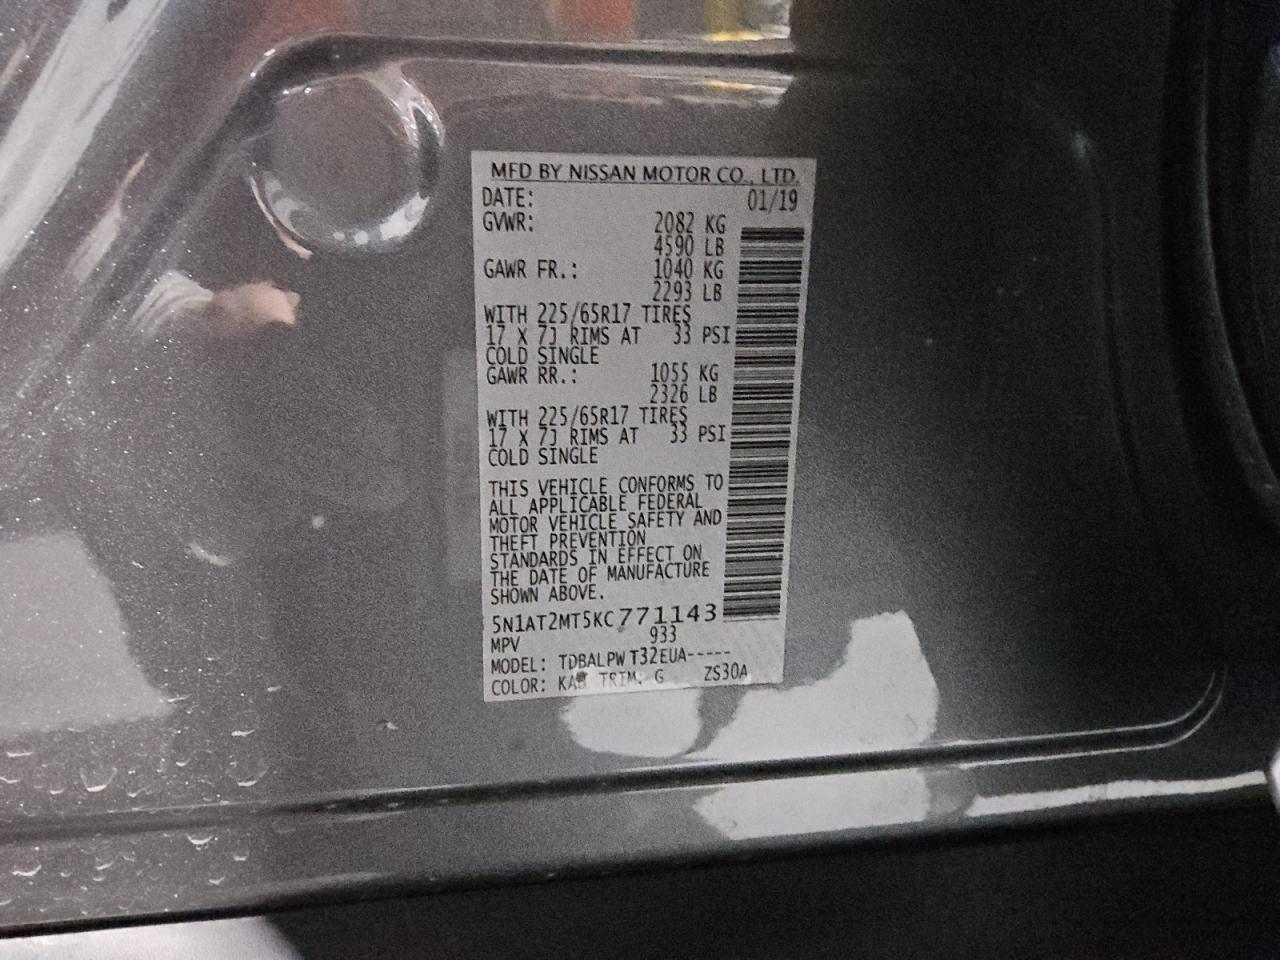 MFD BY NISSAN MOTOR CO., LTD.
DATE: 01/19
GVWR: 2082 KG
4590 LB
GAWR FR.: 1040 KG
2293 LB
WITH 225/65R17 TIRES
17 X 7J RIMS AT 33 PSI
COLD SINGLE
GAWR RR.: 1055 KG
2326 LB
WITH 225/65R17 TIRES
17 X 7J RIMS AT 33 PSI
COLD SINGLE
THIS VEHICLE CONFORMS TO
ALL APPLICABLE FEDERAL
MOTOR VEHICLE SAFETY AND
THEFT PREVENTION
STANDARDS IN EFFECT ON
THE DATE OF MANUFACTURE
SHOWN ABOVE.
5N1AT2MT5KC771143
MPV 933
MODEL: TDBALPW T32EUA-----
COLOR: TRIM: G ZS30A